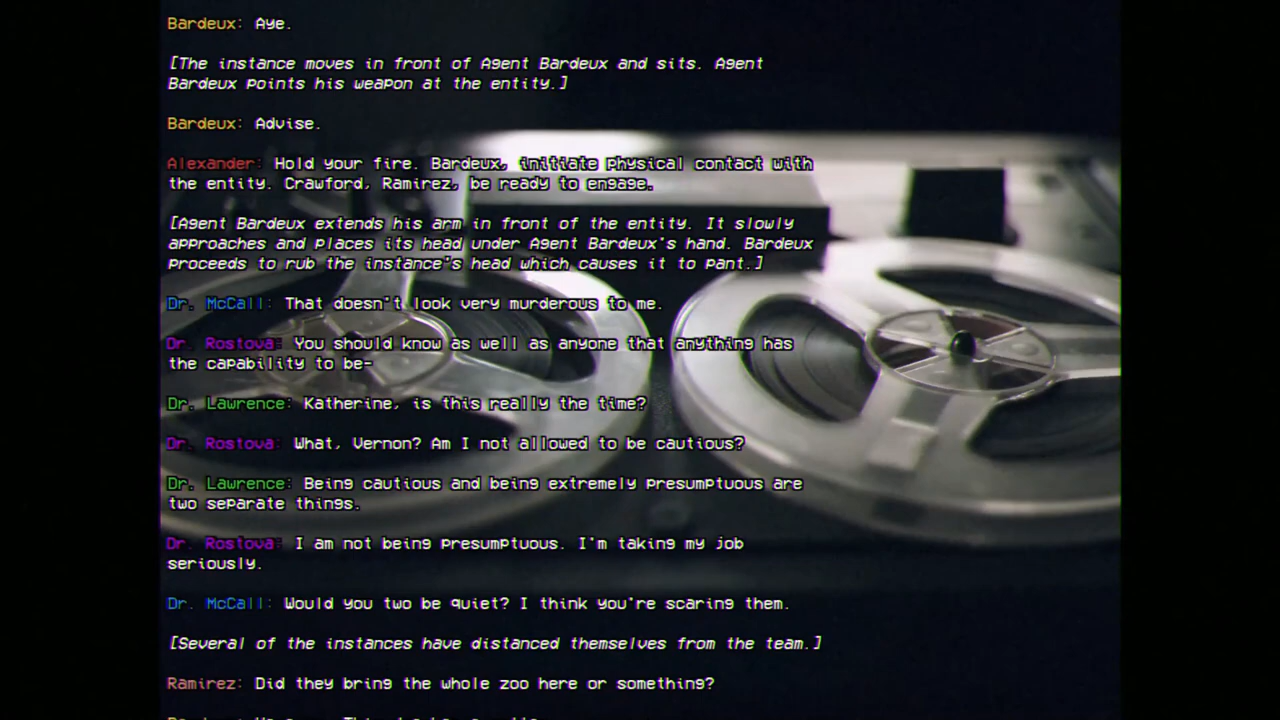 Bardeux: Aye.
[The instance moves in front of Agent Bardeux and sits. Agent
Bardeux points his weapon at the entity.]
Bardeux: Advise.
Alexander: Hold your fire. Bardeux, initiate physical contact with
the entity. Crawford, Ramirez, be ready to engage.
[Agent Bardeux extends his arm in front of the entity. It slowly
approaches and places its head under Agent Bardeux's hand. Bardeux
proceeds to rub the instance's head which causes it to pant.]
Dr. McCall: That doesn't look very murderous to me.
Dr. Rostova: You should know as well as anyone that anything has
the capability to be-
Dr. Lawrence: Katherine, is this really the time?
Dr. Rostova: What, Vernon? Am I not allowed to be cautious?
Dr. Lawrence: Being cautious and being extremely presumptuous are
two separate things.
Dr. Rostova: I am not being presumptuous. I'm taking my job
seriously.
Dr. McCall: Would you two be quiet? I think you're scaring them.
[Several of the instances have distanced themselves from the team.]
Ramirez: Did they bring the whole zoo here or something?